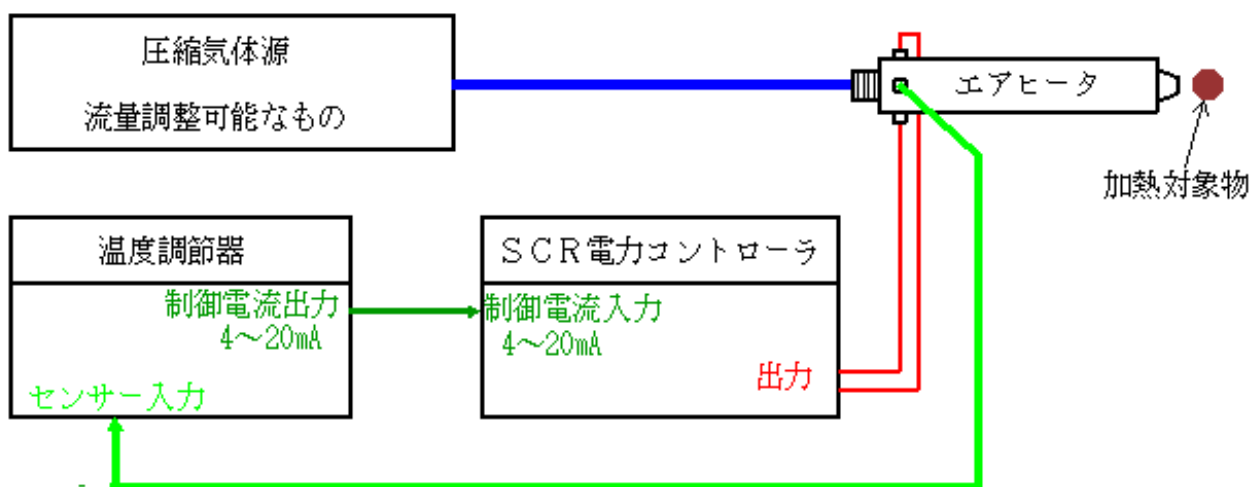 圧縮気体源
流量調整可能なもの
エアヒータ
加熱対象物
温度調節器
制御電流出力
4～20mA
センサー入力
ＳＣＲ電力コントローラ
制御電流入力
4～20mA
出力